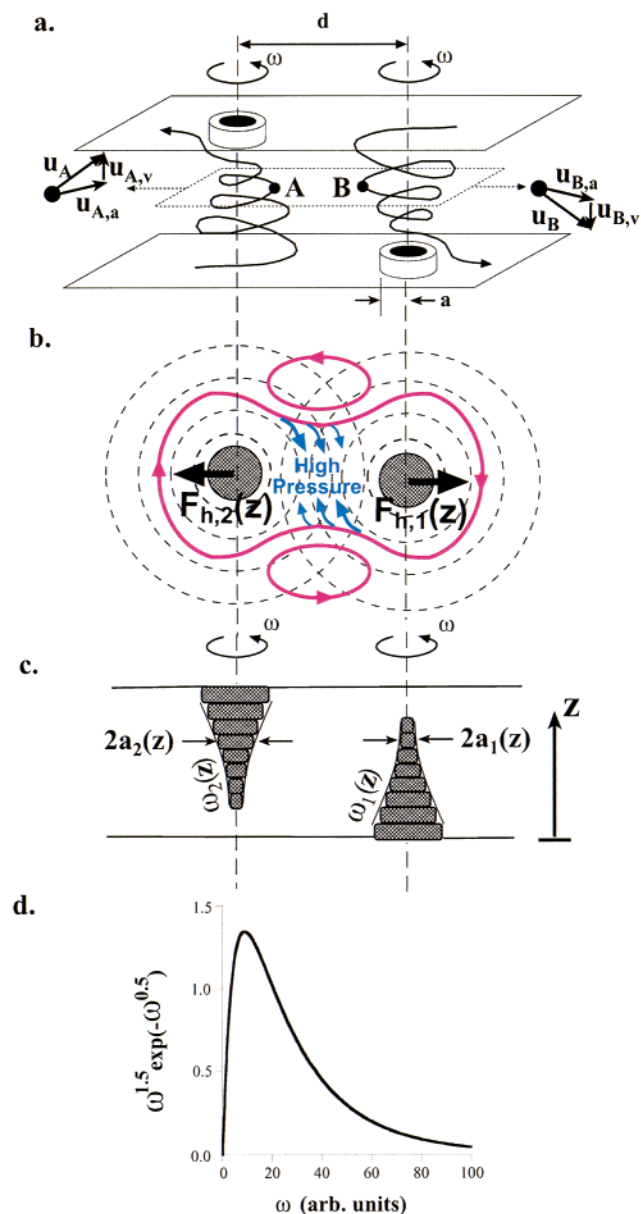 a.
d
ω ω
u_A u_A,v u_A,a
A B
u_B,a u_B u_B,v
a
b.
High
Pressure
F_h,2(z) F_h,1(z)
ω ω
c.
z
2a_2(z) 2a_1(z)
ω_2(z) ω_1(z)
d.
ω^1.5 exp(-ω^0.5)
1.5
1.0
0.5
0.0
0 20 40 60 80 100
ω (arb. units)